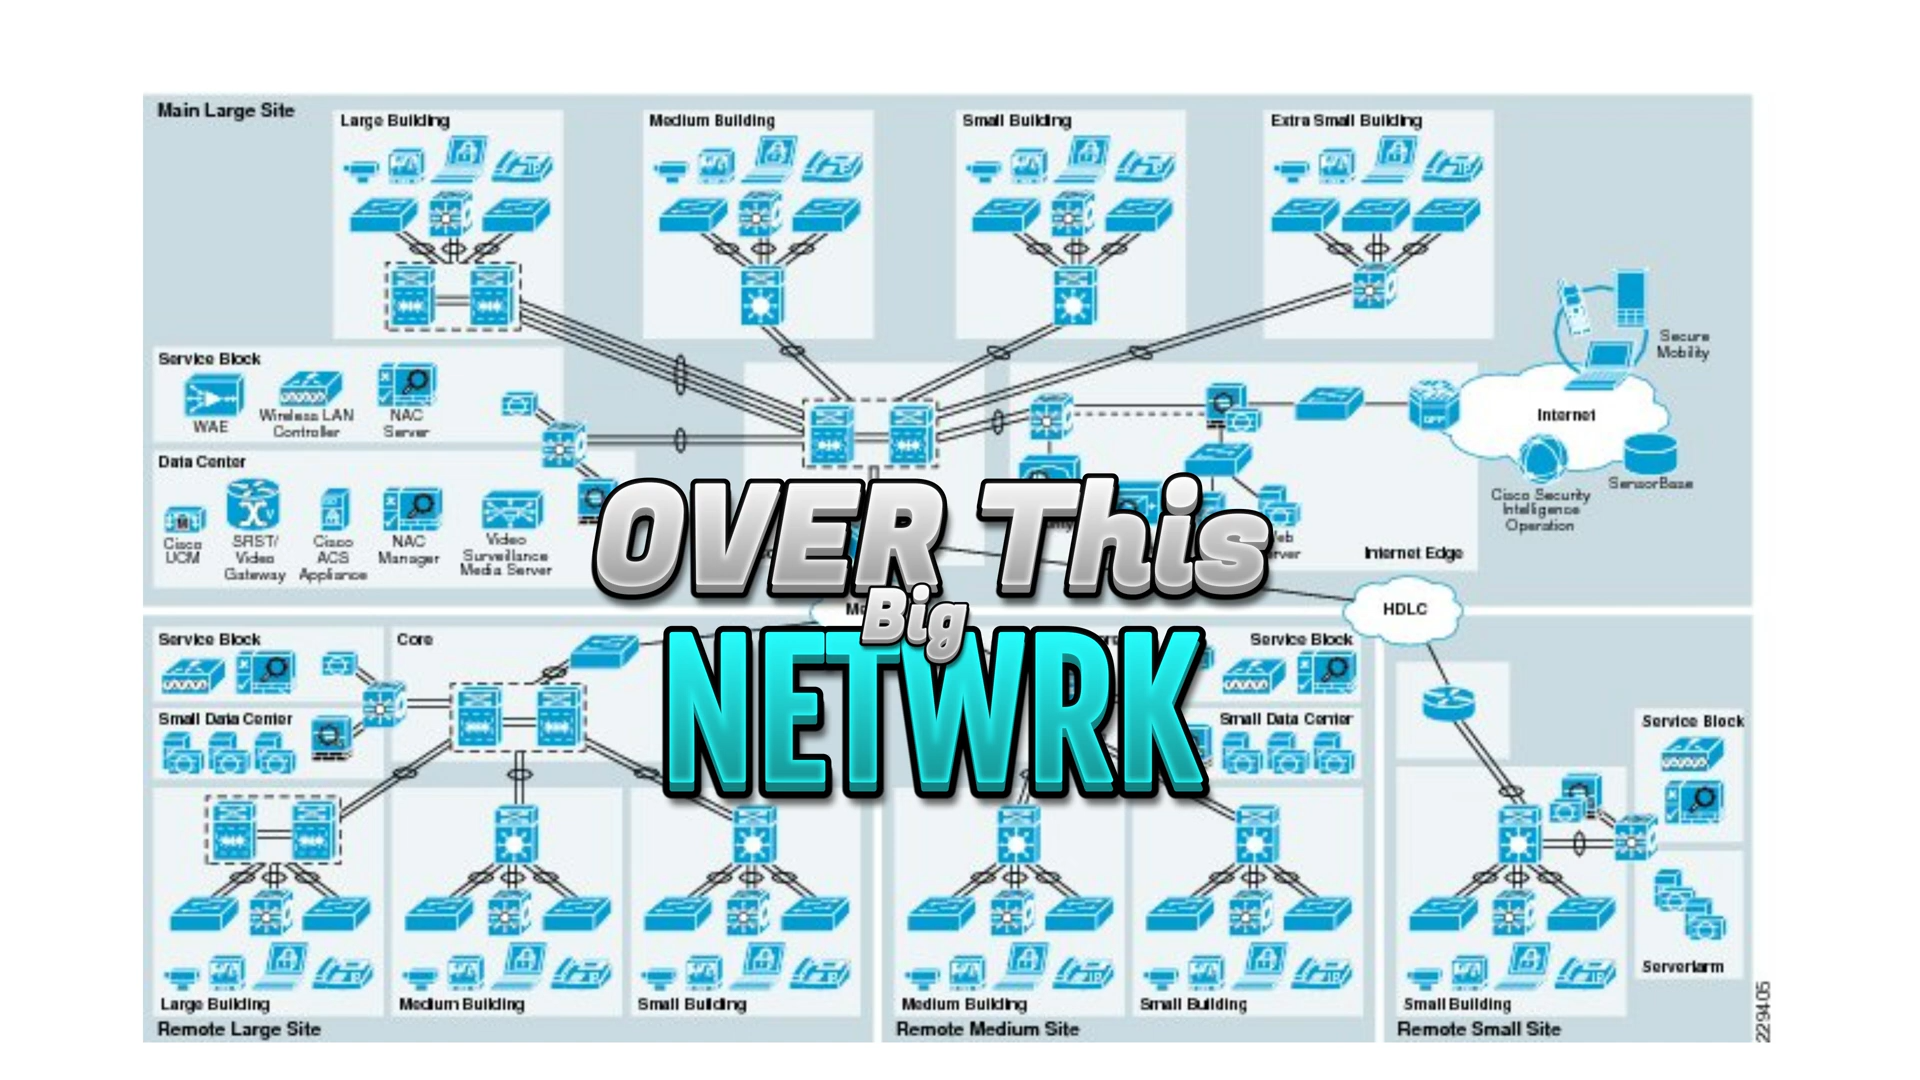 Main Large Site
Large Building
Medium Building
Small Building
Extra Small Building
Secure
Mobility
Service Block
WAE
Wireless LAN
Controller
NAC
Server
Internet
Data Center
Cisco
UCM
SRST/
Video
Gateway
Cisco
ACS
Appliance
NAC
Manager
Video
Surveillance
Media Server
SensorBase
Cisco Security
Intelligence
Operation
Internet Edge
OVER This
Big
NETWRK
HDLC
Service Block
Core
Small Data Center
Service Block
Small Data Center
Service Block
Large Building
Medium Building
Small Building
Remote Large Site
Medium Building
Small Building
Remote Medium Site
Serverfarm
Small Building
Remote Small Site
229405